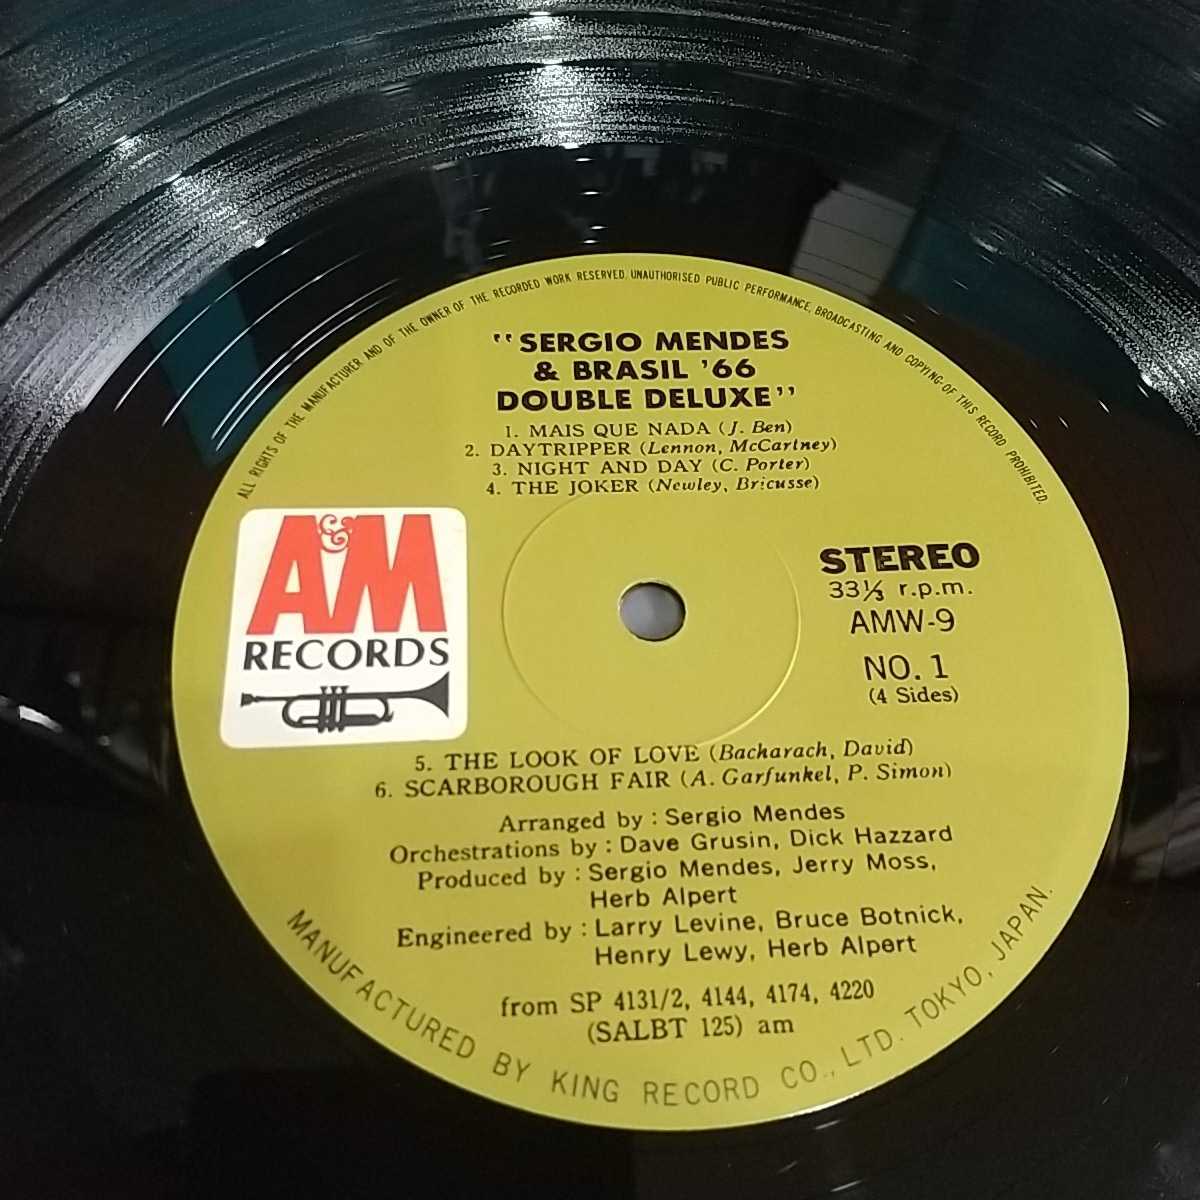 ALL RIGHTS OF THE MANUFACTURER AND OF THE OWNER OF THE RECORDED WORK RESERVED. UNAUTHORISED PUBLIC PERFORMANCE, BROADCASTING AND COPYING OF THIS RECORD PROHIBITED.
"SERGIO MENDES
& BRASIL '66
DOUBLE DELUXE"
1. MAIS QUE NADA (J. Ben)
2. DAYTRIPPER (Lennon, McCartney)
3. NIGHT AND DAY (C. Porter)
4. THE JOKER (Newley, Bricusse)
A&M
RECORDS
STEREO
33⅓ r.p.m.
AMW-9
NO. 1
(4 Sides)
5. THE LOOK OF LOVE (Bacharach, David)
6. SCARBOROUGH FAIR (A. Garfunkel, P. Simon)
Arranged by : Sergio Mendes
Orchestrations by : Dave Grusin, Dick Hazzard
Produced by : Sergio Mendes, Jerry Moss,
Herb Alpert
Engineered by : Larry Levine, Bruce Botnick,
Henry Lewy, Herb Alpert
from SP 4131/2, 4144, 4174, 4220
(SALBT 125) am
MANUFACTURED BY KING RECORD CO., LTD. TOKYO, JAPAN.